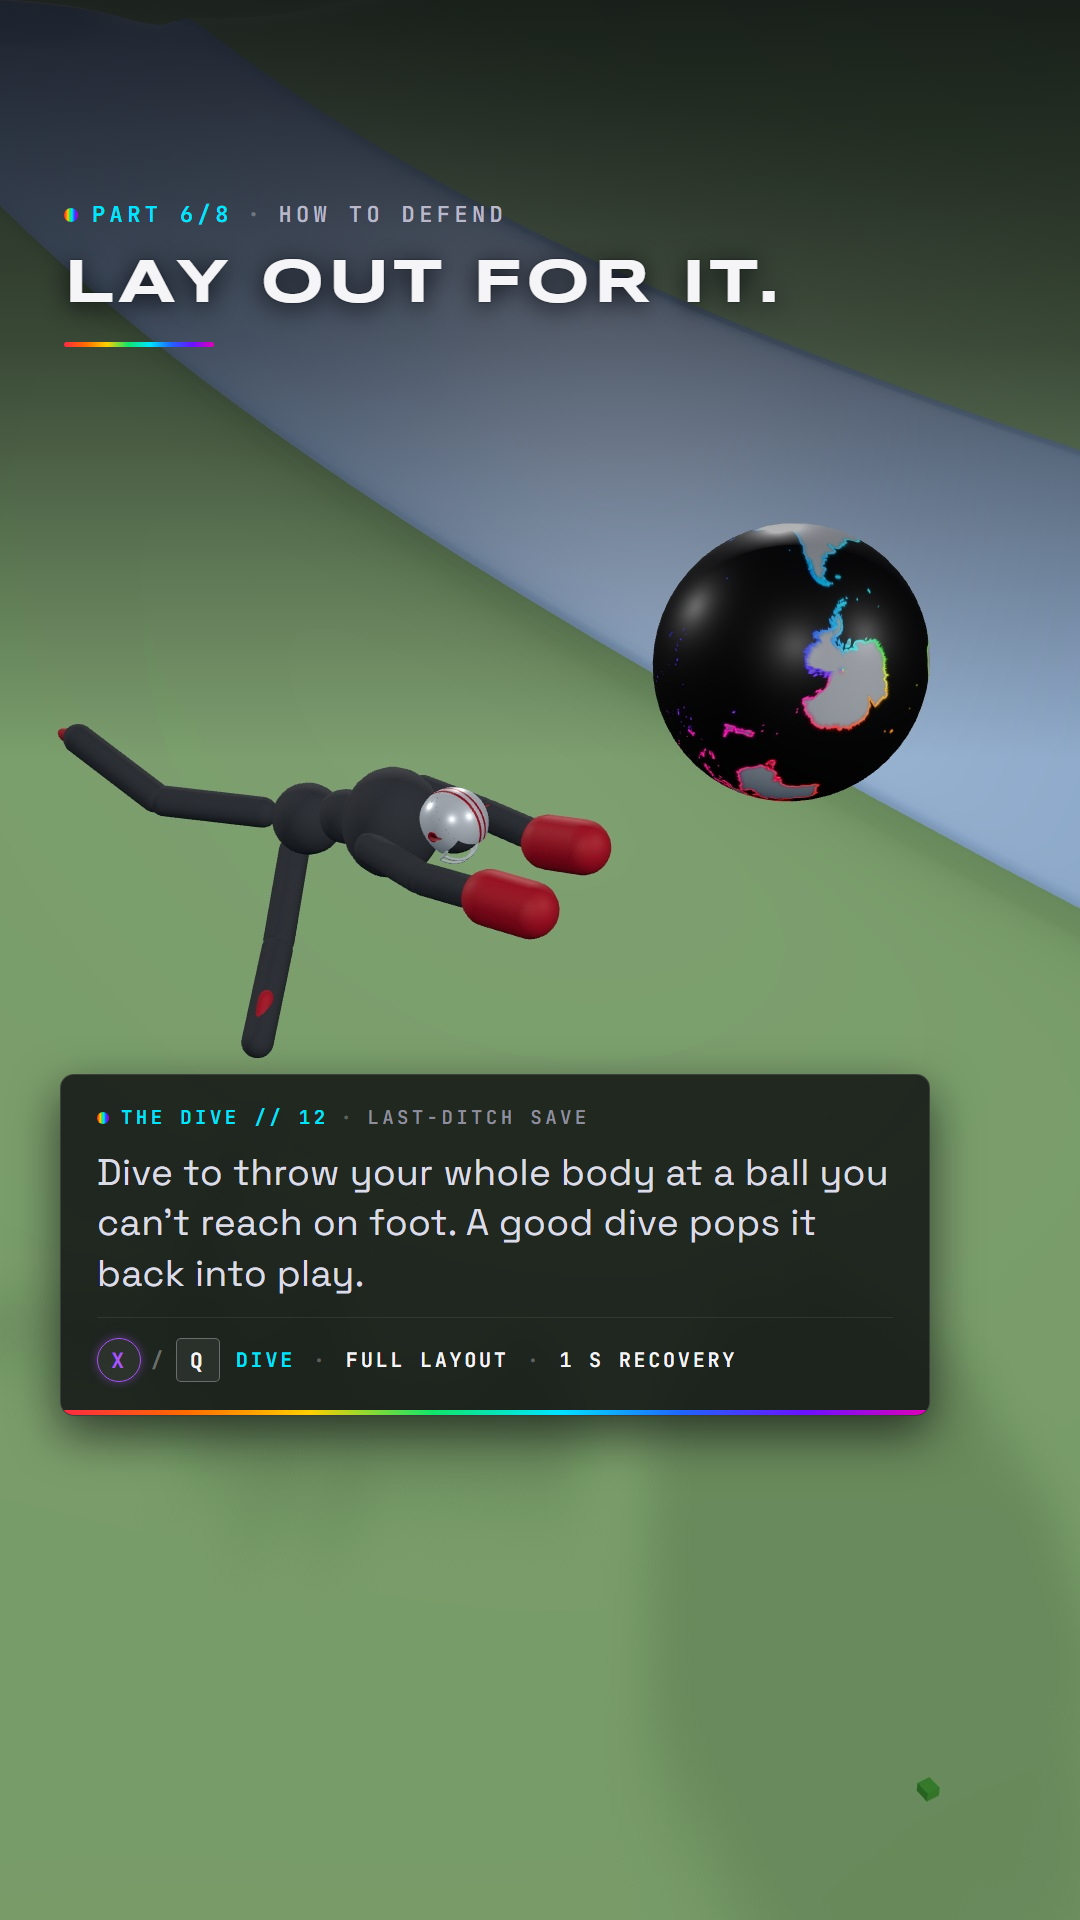 PART 6/8 · HOW TO DEFEND
LAY OUT FOR IT.
THE DIVE // 12 · LAST-DITCH SAVE
Dive to throw your whole body at a ball you
can’t reach on foot. A good dive pops it
back into play.
X / Q DIVE · FULL LAYOUT · 1 S RECOVERY